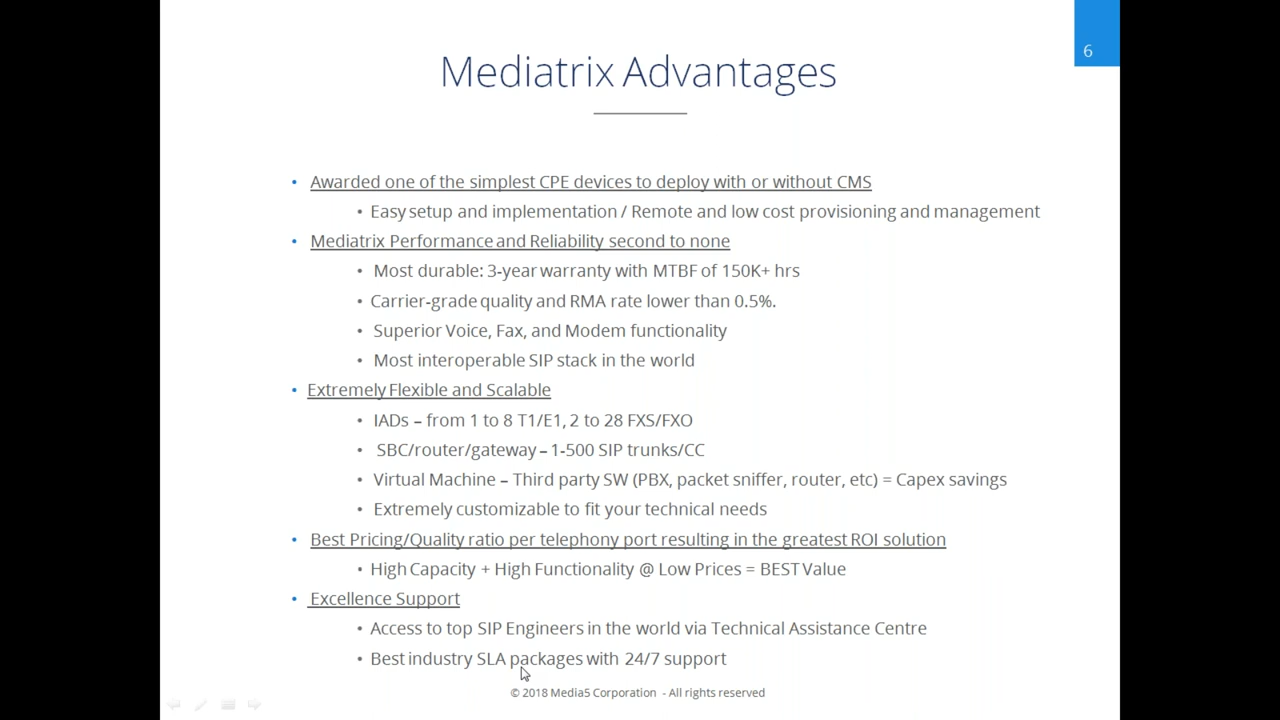 6
Mediatrix Advantages
• Awarded one of the simplest CPE devices to deploy with or without CMS
• Easy setup and implementation / Remote and low cost provisioning and management
• Mediatrix Performance and Reliability second to none
• Most durable: 3-year warranty with MTBF of 150K+ hrs
• Carrier-grade quality and RMA rate lower than 0.5%.
• Superior Voice, Fax, and Modem functionality
• Most interoperable SIP stack in the world
• Extremely Flexible and Scalable
• IADs – from 1 to 8 T1/E1, 2 to 28 FXS/FXO
• SBC/router/gateway – 1-500 SIP trunks/CC
• Virtual Machine – Third party SW (PBX, packet sniffer, router, etc) = Capex savings
• Extremely customizable to fit your technical needs
• Best Pricing/Quality ratio per telephony port resulting in the greatest ROI solution
• High Capacity + High Functionality @ Low Prices = BEST Value
• Excellence Support
• Access to top SIP Engineers in the world via Technical Assistance Centre
• Best industry SLA packages with 24/7 support
© 2018 Media5 Corporation - All rights reserved